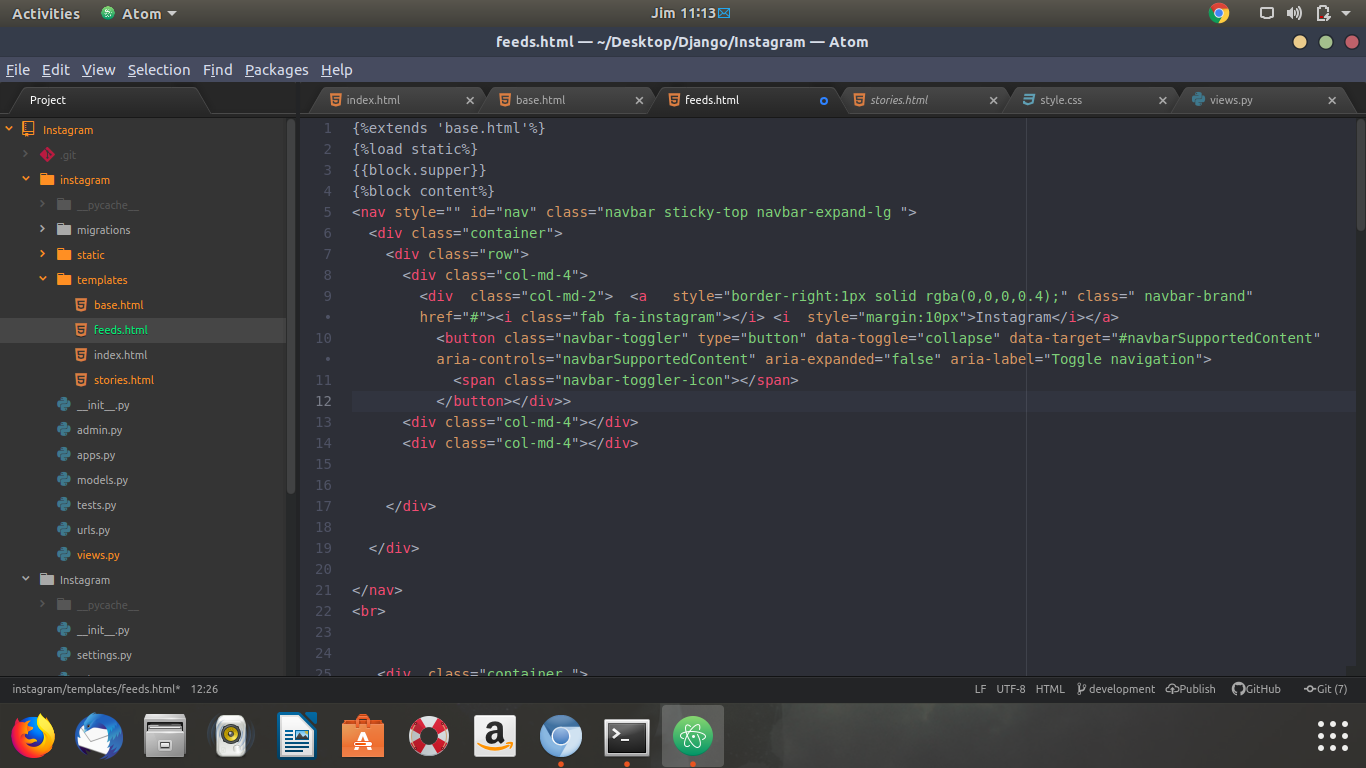 Activities Atom Jim 11:13
feeds.html — ~/Desktop/Django/Instagram — Atom
File Edit View Selection Find Packages Help
Project
index.html
base.html
feeds.html
stories.html
style.css
views.py
Instagram
.git
instagram
__pycache__
migrations
static
templates
base.html
feeds.html
index.html
stories.html
__init__.py
admin.py
apps.py
models.py
tests.py
urls.py
views.py
Instagram
__pycache__
__init__.py
settings.py
1 {%extends 'base.html'%}
2 {%load static%}
3 {{block.supper}}
4 {%block content%}
5 <nav style="" id="nav" class="navbar sticky-top navbar-expand-lg ">
6 <div class="container">
7 <div class="row">
8 <div class="col-md-4">
9 <div  class="col-md-2">  <a   style="border-right:1px solid rgba(0,0,0,0.4);" class=" navbar-brand"
• href="#"><i class="fab fa-instagram"></i> <i  style="margin:10px">Instagram</i></a>
10 <button class="navbar-toggler" type="button" data-toggle="collapse" data-target="#navbarSupportedContent"
• aria-controls="navbarSupportedContent" aria-expanded="false" aria-label="Toggle navigation">
11 <span class="navbar-toggler-icon"></span>
12 </button></div>>
13 <div class="col-md-4"></div>
14 <div class="col-md-4"></div>
15
16
17 </div>
18
19 </div>
20
21 </nav>
22 <br>
23
24
25 <div  class="container ">
instagram/templates/feeds.html* 12:26 LF UTF-8 HTML development Publish GitHub Git (7)